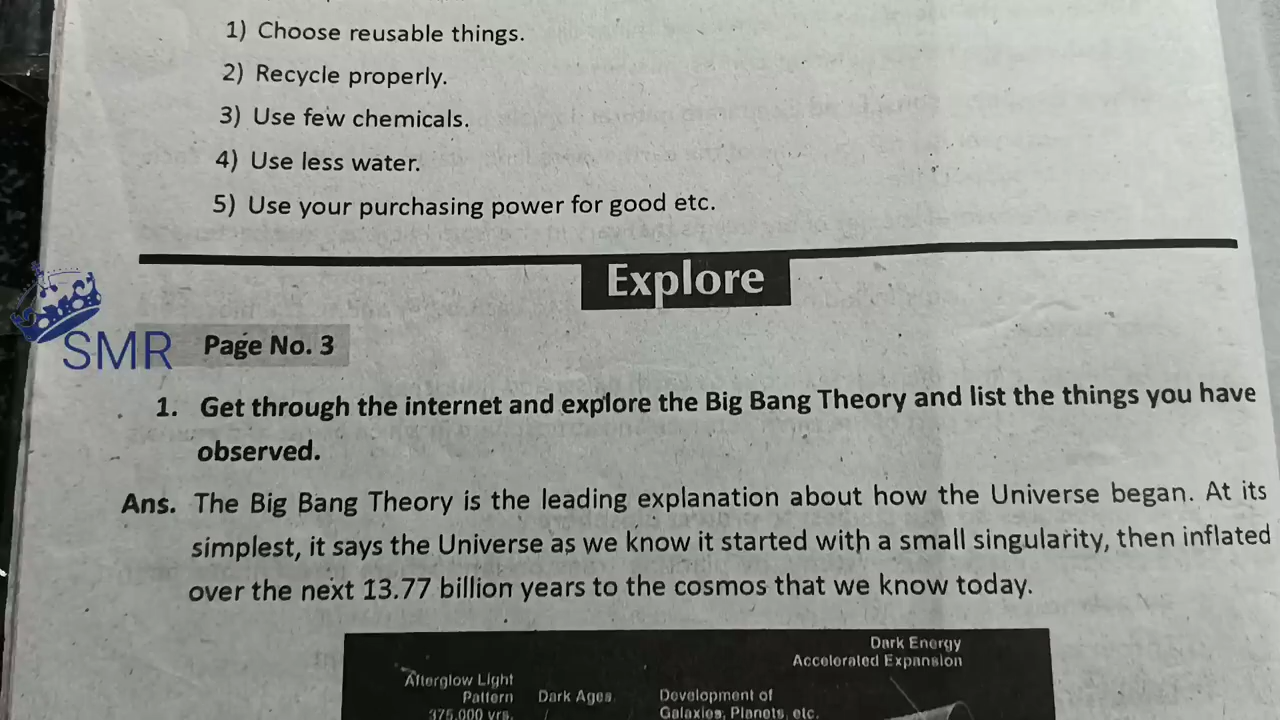 1) Choose reusable things.
2) Recycle properly.
3) Use few chemicals.
4) Use less water.
5) Use your purchasing power for good etc.
Explore
SMR
Page No. 3
1. Get through the internet and explore the Big Bang Theory and list the things you have
observed.
Ans. The Big Bang Theory is the leading explanation about how the Universe began. At its
simplest, it says the Universe as we know it started with a small singularity, then inflated
over the next 13.77 billion years to the cosmos that we know today.
Dark Energy
Accelerated Expansion
Afterglow Light
Pattern
375,000 yrs.
Dark Ages
Development of
Galaxies, Planets, etc.